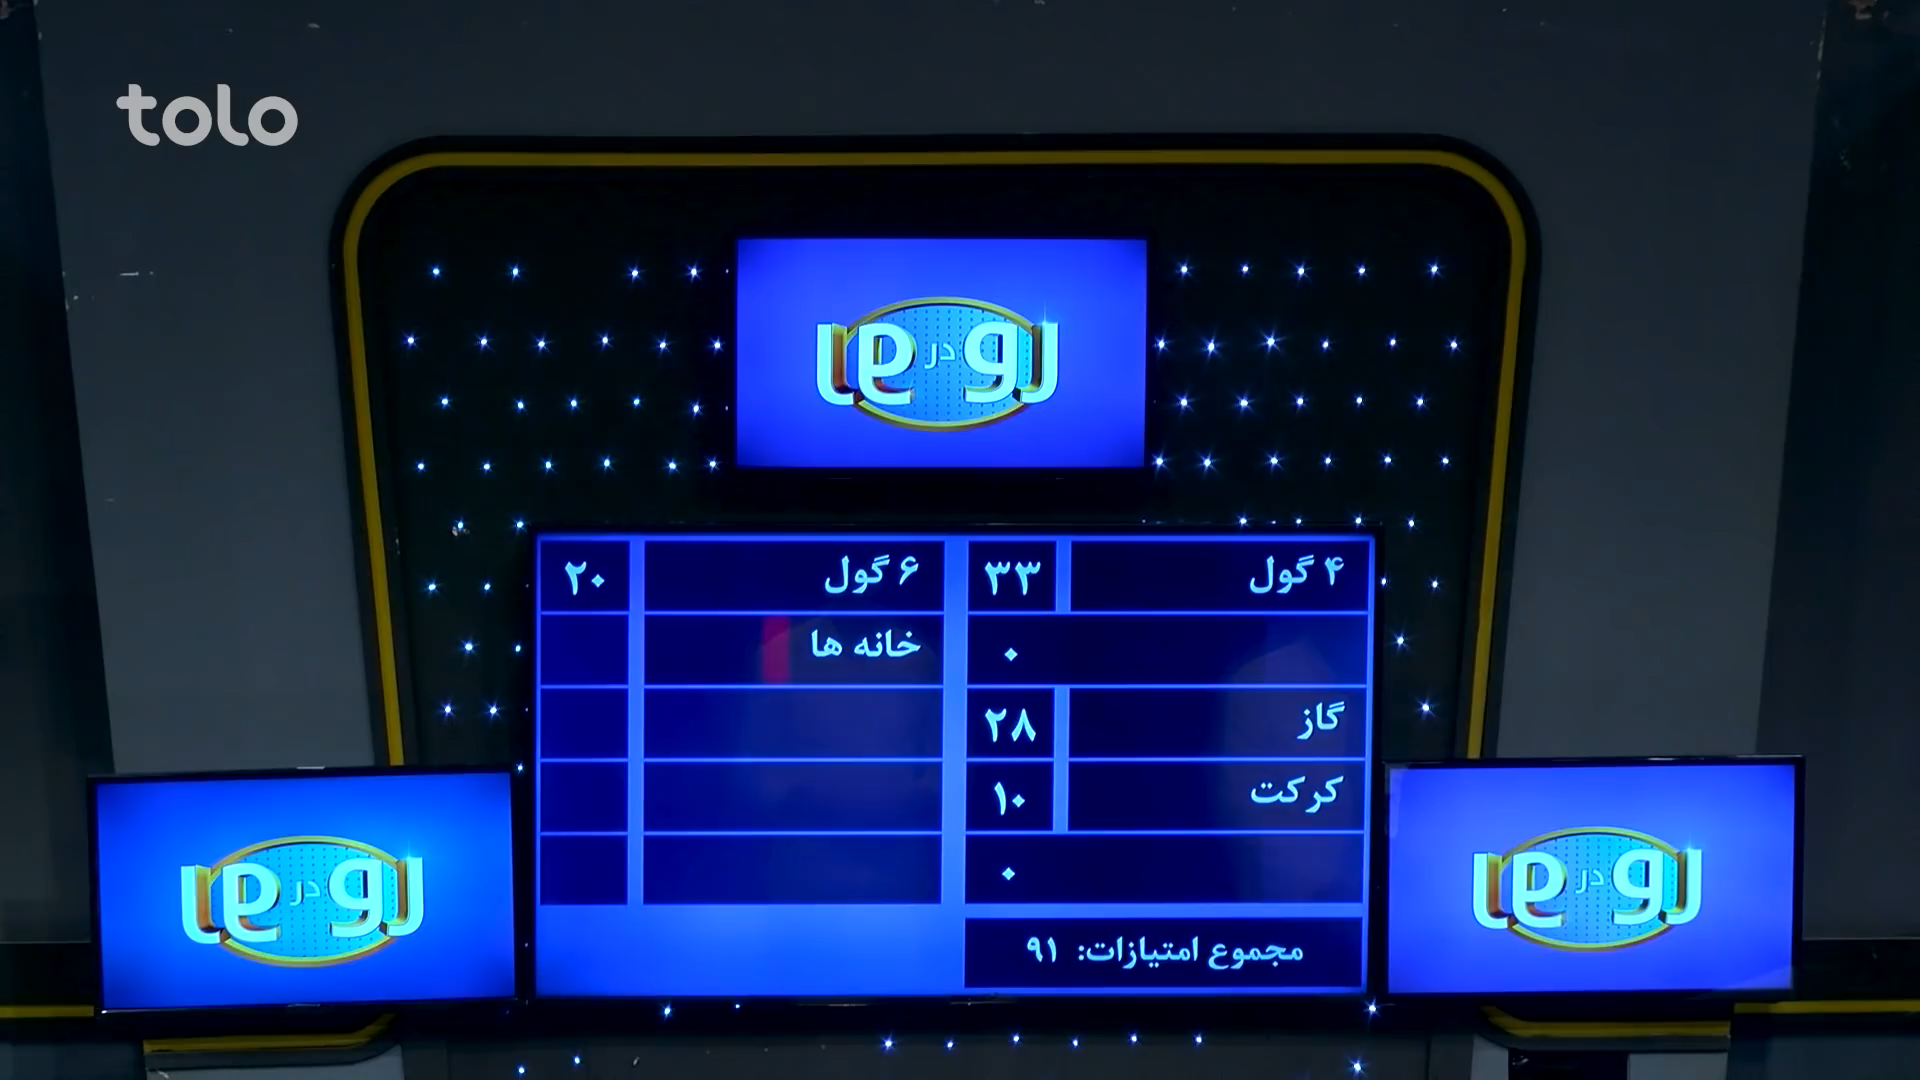 tolo
رو در رو
۴ گول ۳۳
۶ گول ۲۰
۰
خانه ها
گاز ۲۸
کرکت ۱۰
۰
مجموع امتیازات: ۹۱
رو در رو
رو در رو